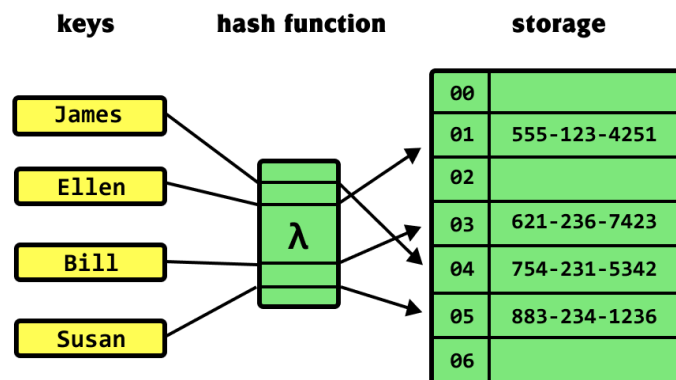 keys hash function storage
James
Ellen
Bill
Susan
λ
00
01 555-123-4251
02
03 621-236-7423
04 754-231-5342
05 883-234-1236
06